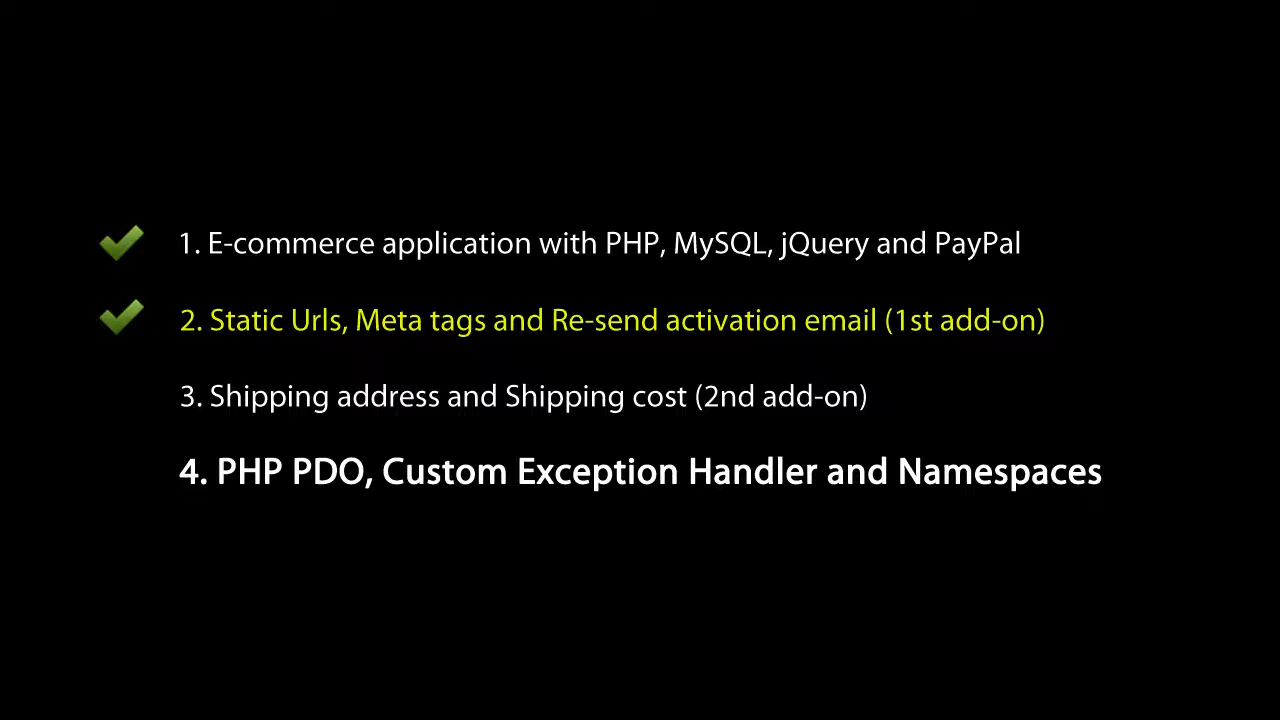 1. E-commerce application with PHP, MySQL, jQuery and PayPal
2. Static Urls, Meta tags and Re-send activation email (1st add-on)
3. Shipping address and Shipping cost (2nd add-on)
4. PHP PDO, Custom Exception Handler and Namespaces